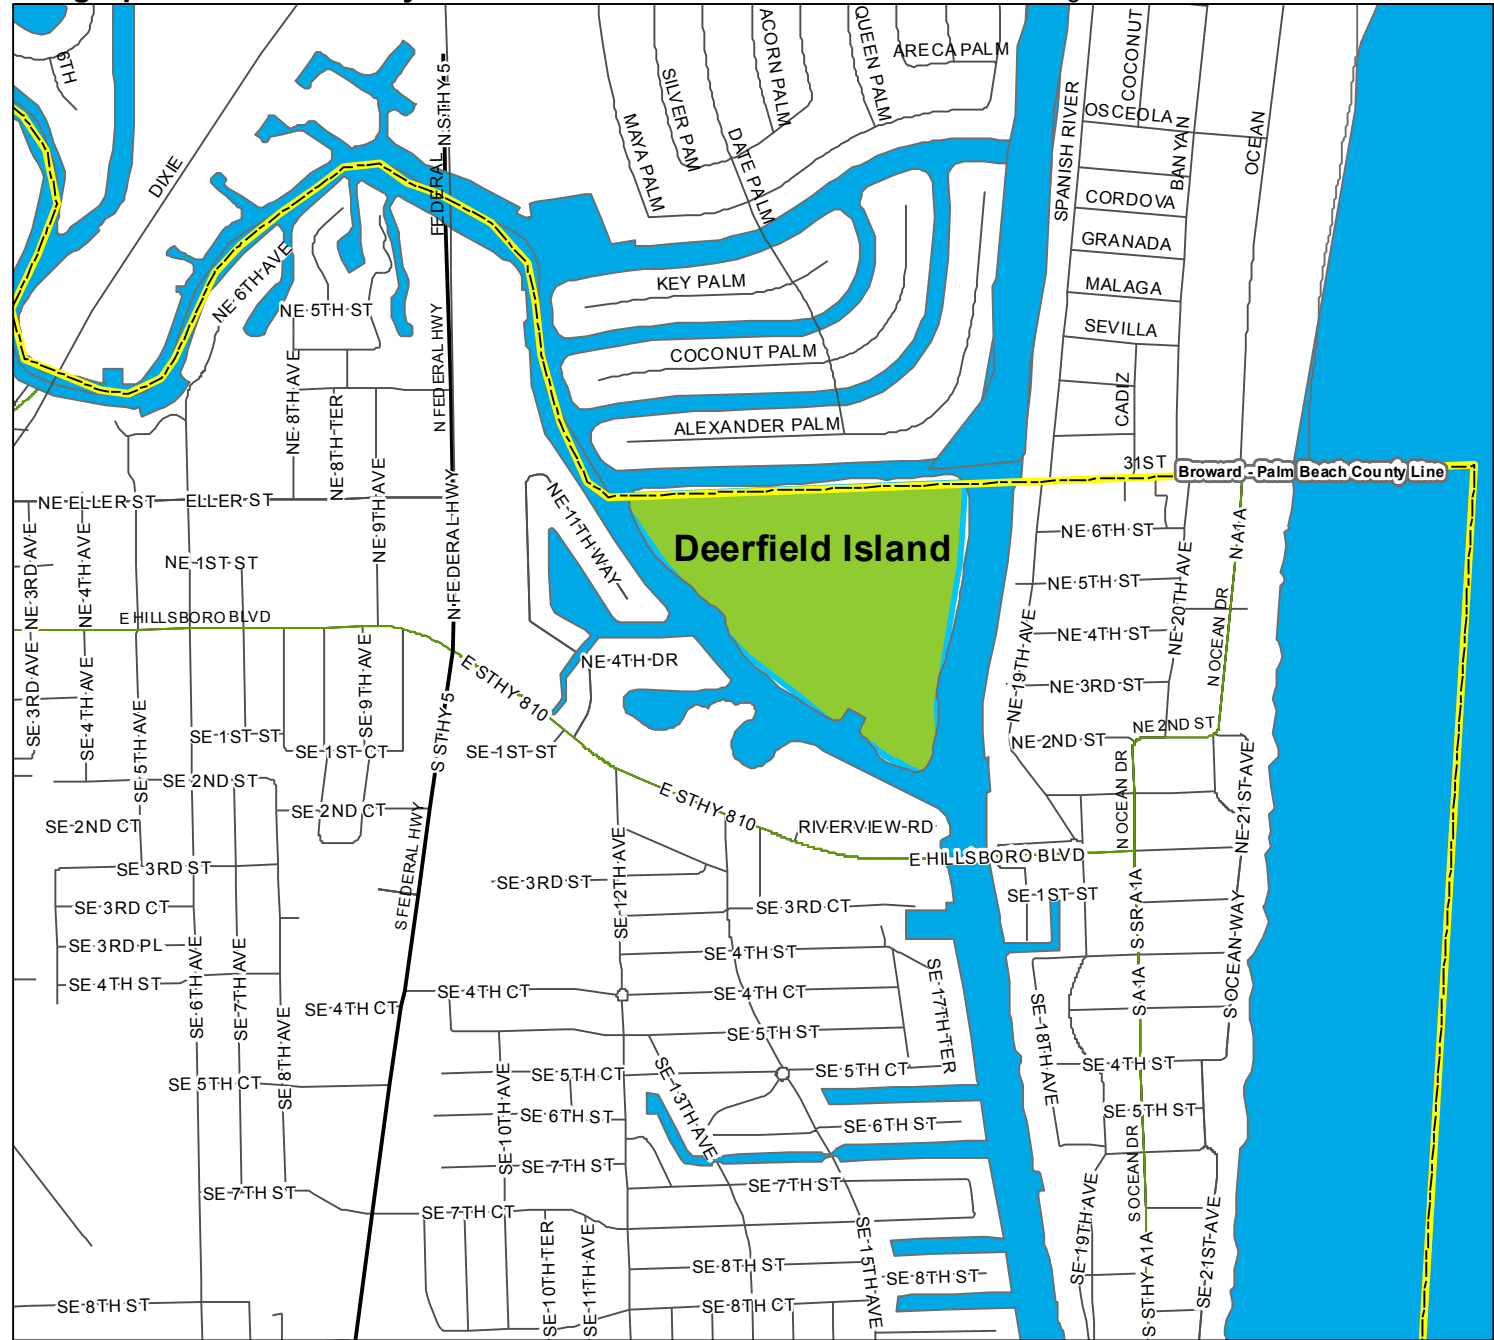 6TH
DIXIE
N STHY 5
FEDERAL
ACORN PALM
QUEEN PALM
ARECA PALM
SILVER PAM
MAYA PALM
DATE PALM
COCONUT
SPANISH RIVER
OSCEOLA
BANYAN
OCEAN
CORDOVA
GRANADA
MALAGA
SEVILLA
CADIZ
31ST
KEY PALM
COCONUT PALM
ALEXANDER PALM
Broward - Palm Beach County Line
Deerfield Island
NE 6TH AVE
NE 5TH ST
NE 8TH AVE
NE 8TH TER
NE 9TH AVE
N FEDERAL HWY
N FEDERAL HWY
NE ELLER ST
ELLER ST
NE 3RD AVE
NE 4TH AVE
NE 1ST ST
E HILLSBORO BLVD
NE 11TH WAY
NE 4TH DR
NE 6TH ST
NE 5TH ST
NE 4TH ST
NE 3RD ST
NE 2ND ST
NE 2ND ST
NE 19TH AVE
NE 20TH AVE
N A1A
N OCEAN DR
N OCEAN DR
NE 21ST AVE
SE 3RD AVE
SE 4TH AVE
SE 5TH AVE
SE 9TH AVE
SE 1ST ST
SE 1ST CT
SE 2ND ST
SE 2ND CT
SE 2ND CT
S STHY 5
E STHY 810
SE 1ST ST
E STHY 810
RIVERVIEW RD
E HILLSBORO BLVD
S FEDERAL HWY
SE 3RD ST
SE 3RD CT
SE 3RD PL
SE 4TH ST
SE 6TH AVE
SE 7TH AVE
SE 8TH AVE
SE 4TH CT
SE 5TH CT
SE 7TH ST
SE 8TH ST
SE 12TH AVE
SE 3RD ST
SE 3RD CT
SE 4TH ST
SE 4TH CT
SE 4TH CT
SE 5TH ST
SE 5TH CT
SE 5TH CT
SE 6TH ST
SE 6TH ST
SE 7TH ST
SE 7TH ST
SE 7TH CT
SE 8TH ST
SE 8TH ST
SE 8TH CT
SE 10TH AVE
SE 13TH AVE
SE 17TH TER
SE 10TH TER
SE 11TH AVE
SE 15TH AVE
SE 1ST ST
S SR A1A
S A1A
S OCEAN WAY
SE 18TH AVE
SE 4TH ST
SE 5TH ST
S OCEAN DR
SE 19TH AVE
S STHY A1A
SE 21ST AVE